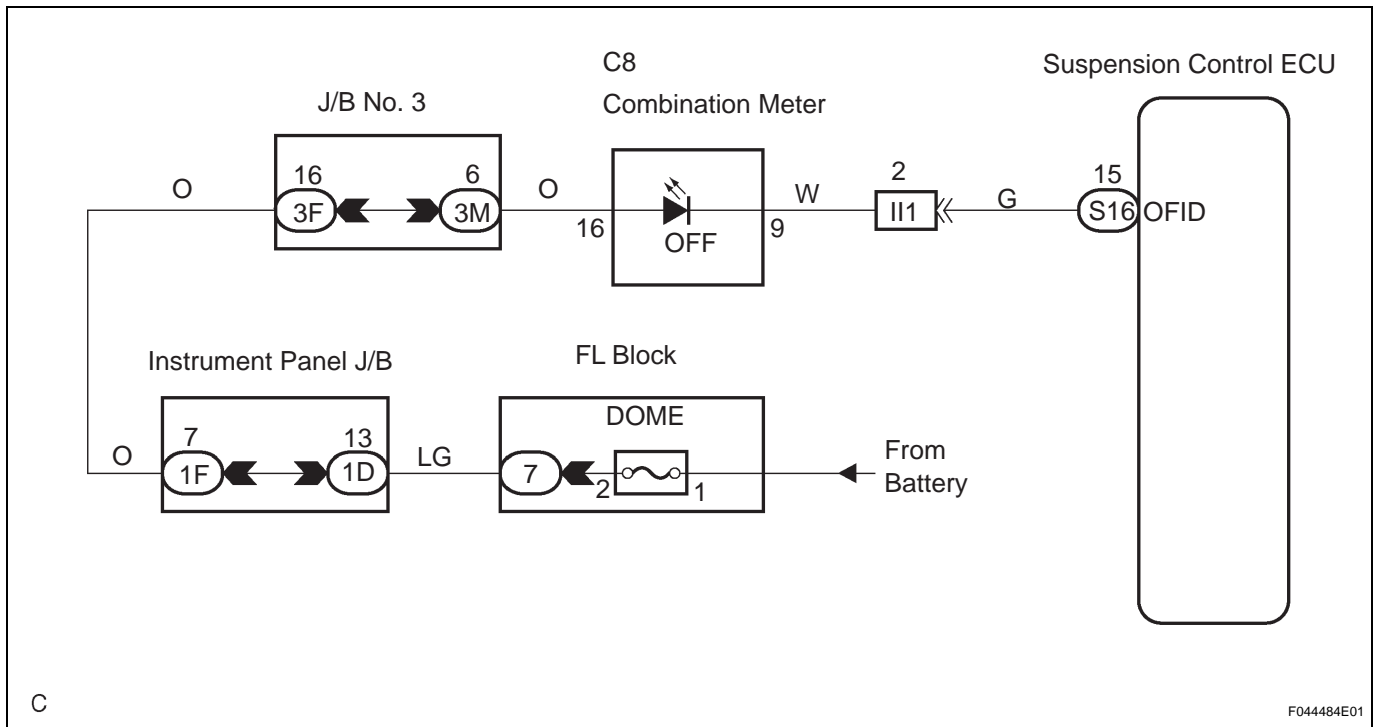 C8
Suspension Control ECU
J/B No. 3
Combination Meter
16
6
2
15
O
3F
3M
O
16
OFF
9
W
II1
G
S16
OFID
Instrument Panel J/B
FL Block
DOME
7
13
O
1F
1D
LG
7
2
1
From
Battery
C
F044484E01